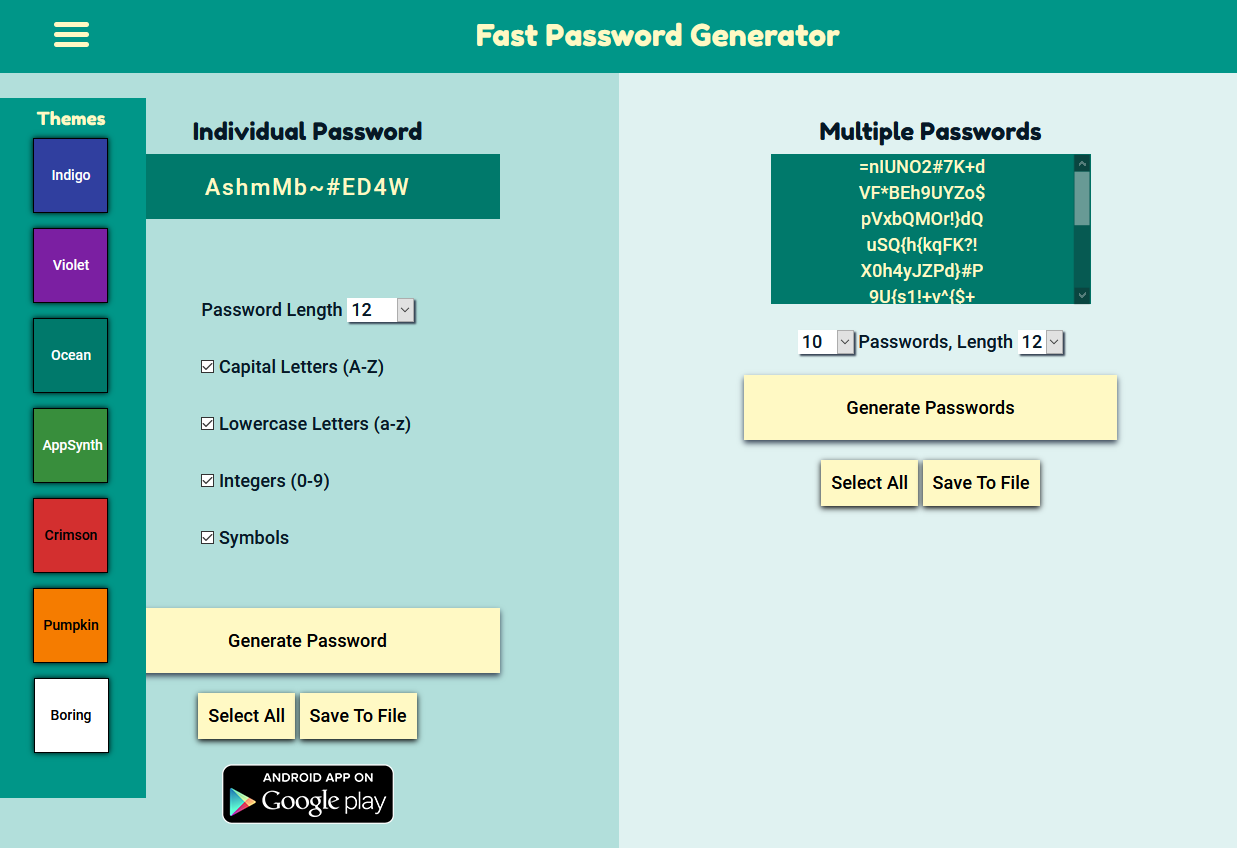 Fast Password Generator
Themes
Indigo
Violet
Ocean
AppSynth
Crimson
Pumpkin
Boring
Individual Password
AshmMb~#ED4W
Password Length 12
Capital Letters (A-Z)
Lowercase Letters (a-z)
Integers (0-9)
Symbols
Generate Password
Select All Save To File
ANDROID APP ON
Google play
Multiple Passwords
=nIUNO2#7K+d
VF*BEh9UYZo$
pVxbQMOr!}dQ
uSQ{h{kqFK?!
X0h4yJZPd}#P
9U{s1!+v^{$+
10 Passwords, Length 12
Generate Passwords
Select All Save To File